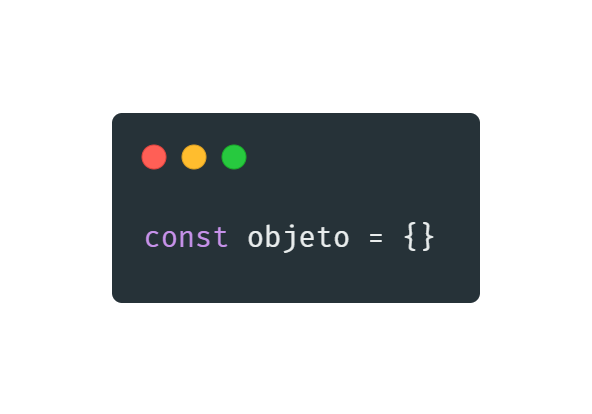 const objeto = {}